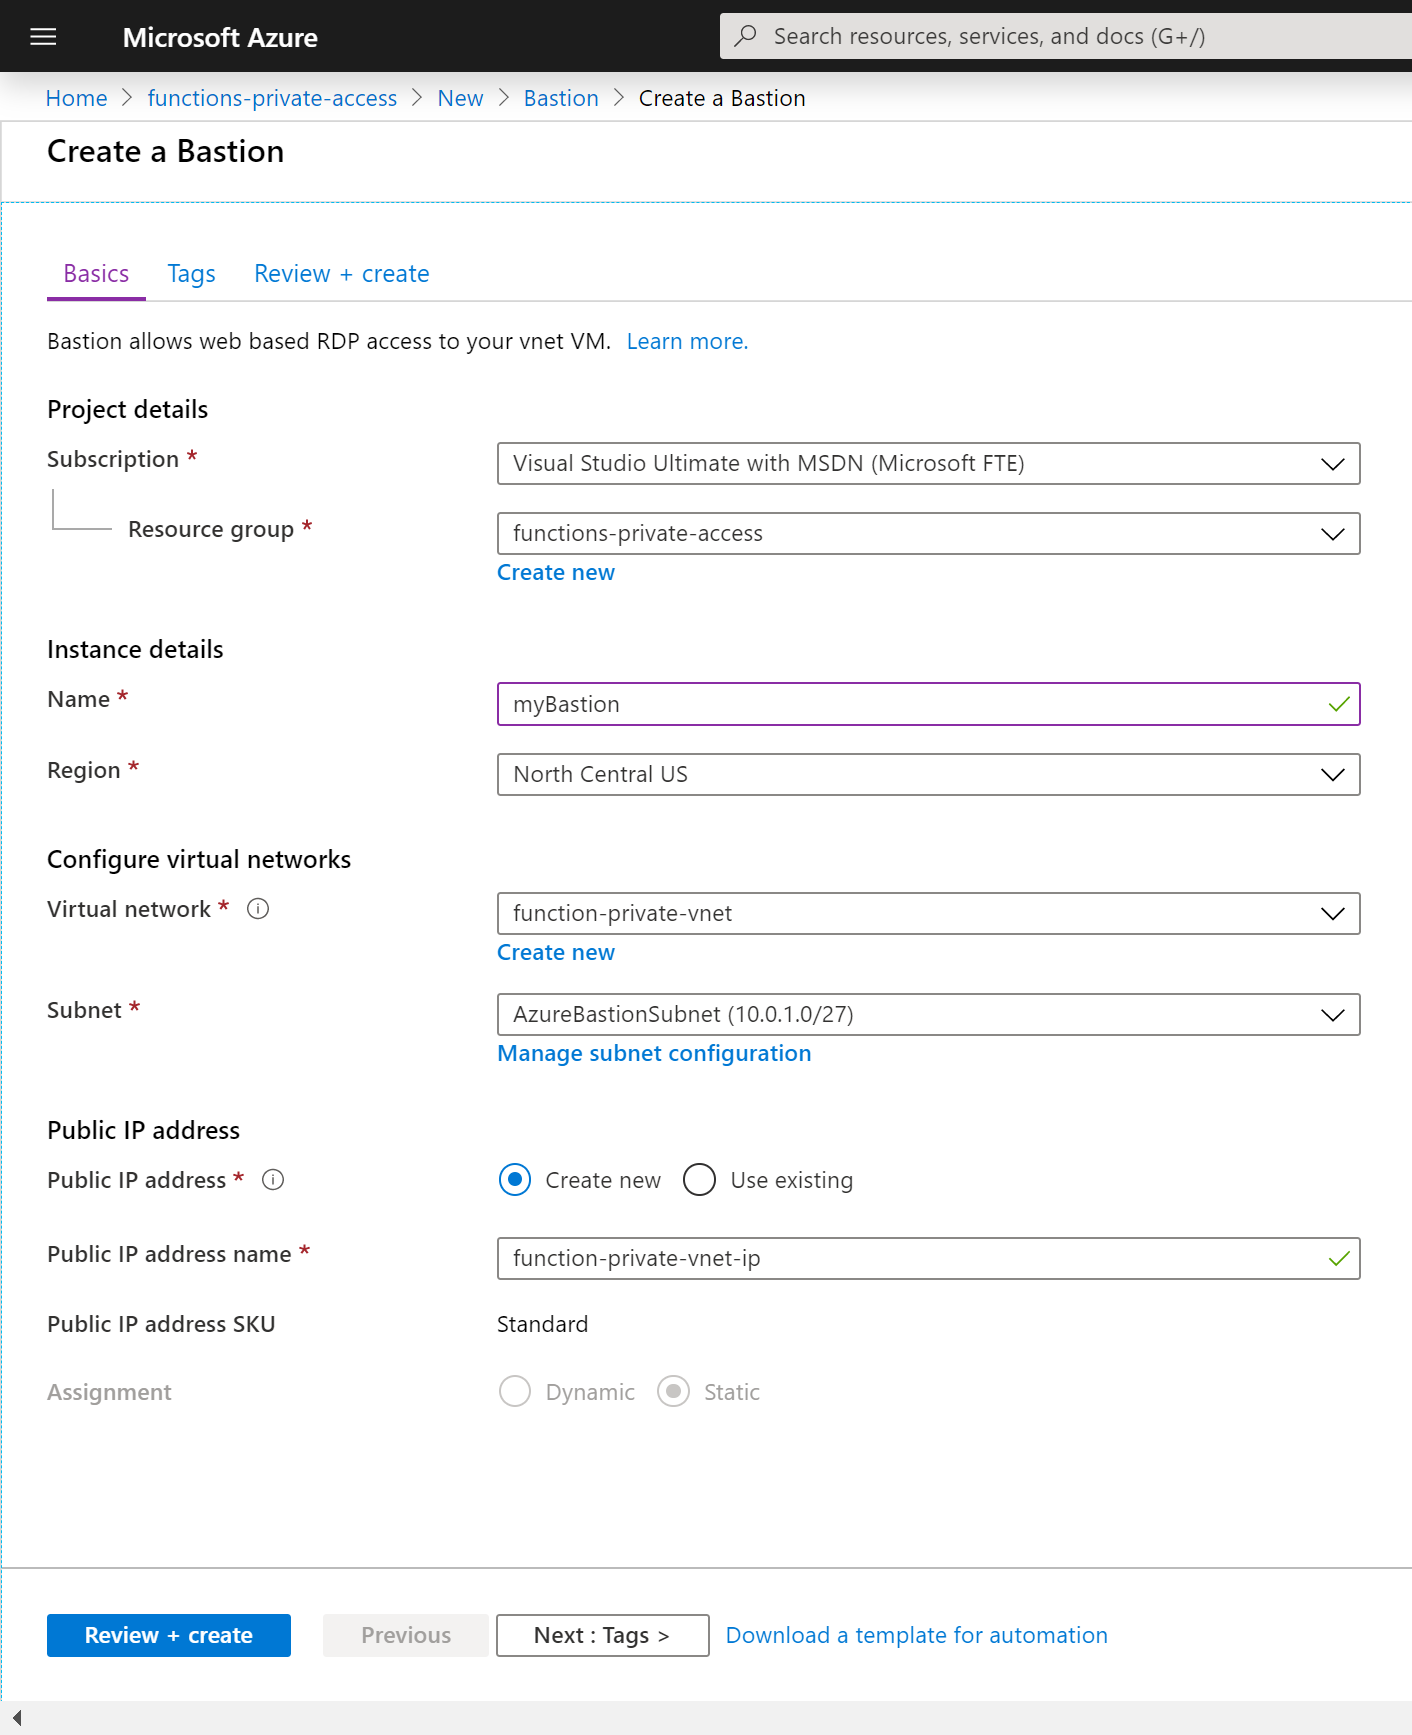 Microsoft Azure
Search resources, services, and docs (G+/)
Home > functions-private-access > New > Bastion > Create a Bastion
Create a Bastion
Basics Tags Review + create
Bastion allows web based RDP access to your vnet VM. Learn more.
Project details
Subscription *
Visual Studio Ultimate with MSDN (Microsoft FTE)
Resource group *
functions-private-access
Create new
Instance details
Name *
myBastion
Region *
North Central US
Configure virtual networks
Virtual network *
function-private-vnet
Create new
Subnet *
AzureBastionSubnet (10.0.1.0/27)
Manage subnet configuration
Public IP address
Public IP address *
Create new Use existing
Public IP address name *
function-private-vnet-ip
Public IP address SKU
Standard
Assignment
Dynamic Static
Review + create Previous Next : Tags > Download a template for automation